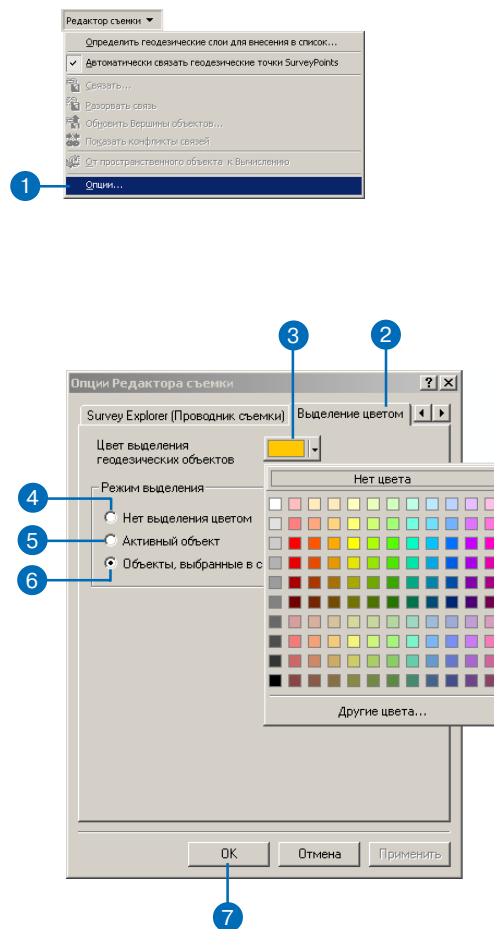 Редактор съемки
Определить геодезические слои для внесения в список...
Автоматически связать геодезические точки SurveyPoints
Связать...
Разорвать связь
Обновить Вершины объектов...
Показать конфликты связей
От пространственного объекта к Вычислению
1
Опции...
3
2
Опции Редактора съемки
Survey Explorer (Проводник съемки)
Выделение цветом
Цвет выделения
геодезических объектов
Нет цвета
Режим выделения
4
Нет выделения цветом
5
Активный объект
6
Объекты, выбранные в с
Другие цвета...
OK
Отмена
Применить
7